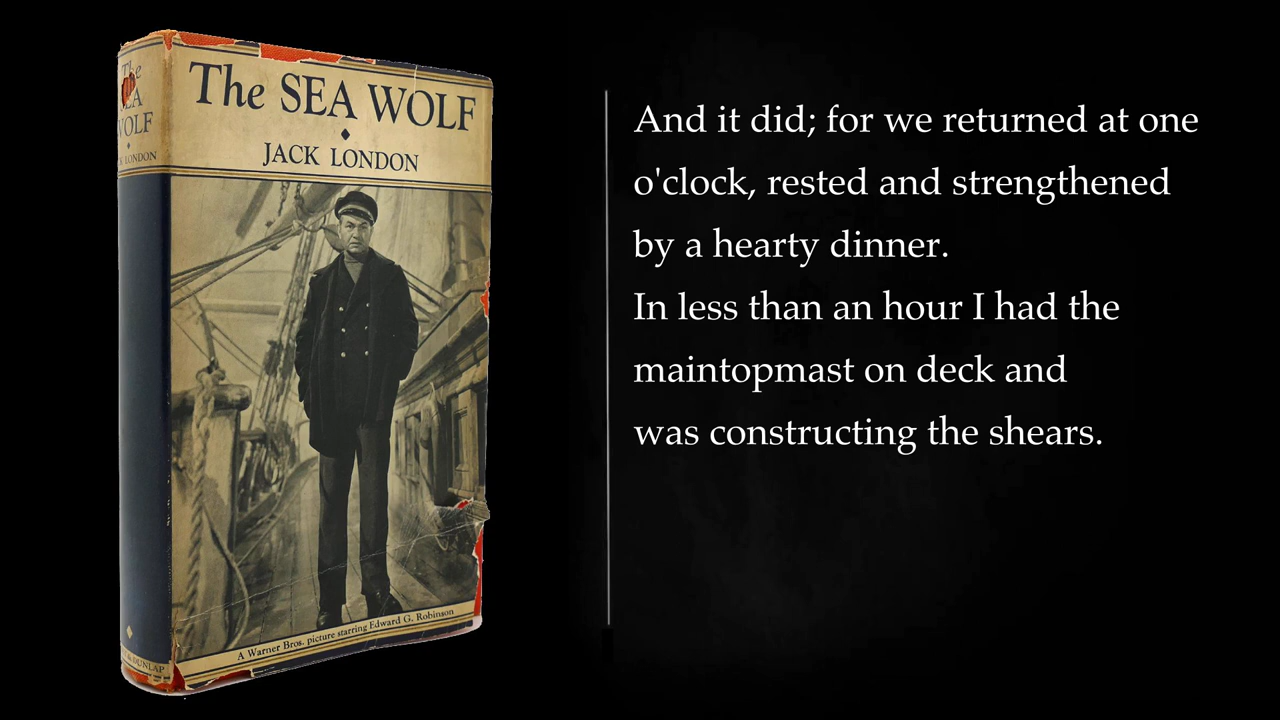 The
SEA
WOLF
LONDON
DUNLAP
The SEA WOLF
JACK LONDON
A Warner Bros. picture starring Edward G. Robinson
And it did; for we returned at one
o'clock, rested and strengthened
by a hearty dinner.
In less than an hour I had the
maintopmast on deck and
was constructing the shears.